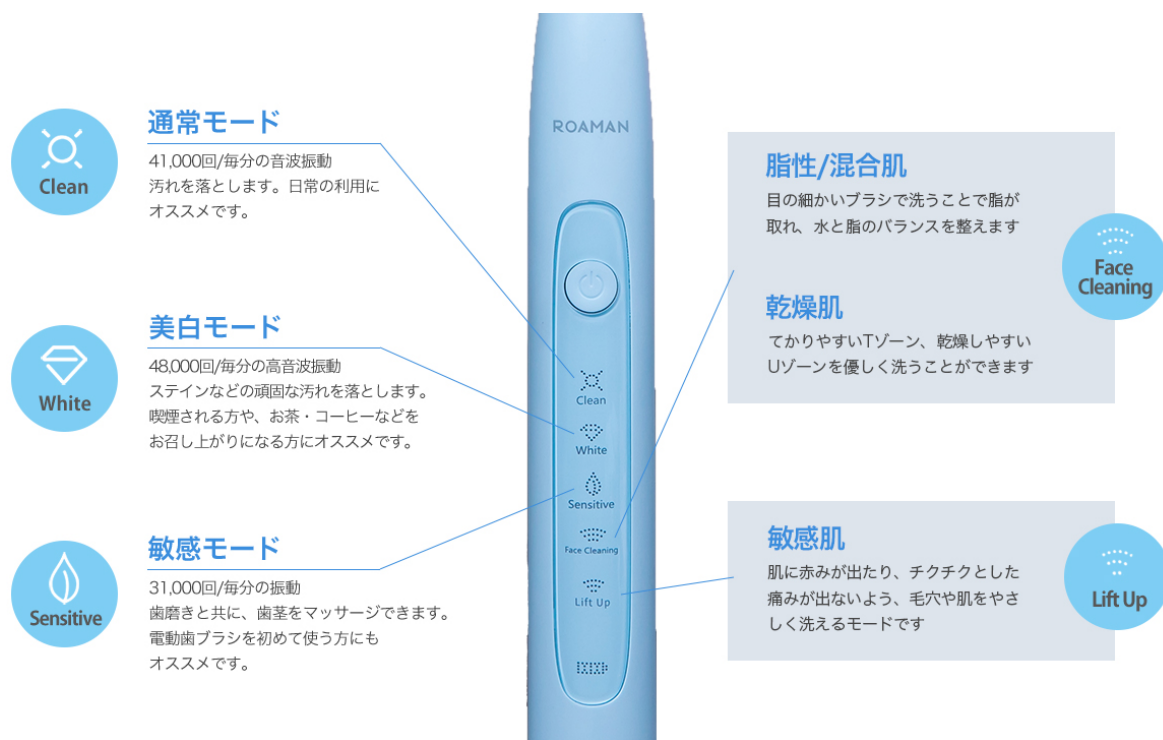 Clean
通常モード
41,000回/毎分の音波振動
汚れを落とします。日常の利用に
オススメです。
White
美白モード
48,000回/毎分の高音波振動
ステインなどの頑固な汚れを落とします。
喫煙される方や、お茶・コーヒーなどを
お召し上がりになる方にオススメです。
Sensitive
敏感モード
31,000回/毎分の振動
歯磨きと共に、歯茎をマッサージできます。
電動歯ブラシを初めて使う方にも
オススメです。
ROAMAN
Clean
White
Sensitive
Face Cleaning
Lift Up
脂性/混合肌
目の細かいブラシで洗うことで脂が
取れ、水と脂のバランスを整えます
乾燥肌
てかりやすいTゾーン、乾燥しやすい
Uゾーンを優しく洗うことができます
Face
Cleaning
敏感肌
肌に赤みが出たり、チクチクとした
痛みが出ないよう、毛穴や肌をやさ
しく洗えるモードです
Lift Up